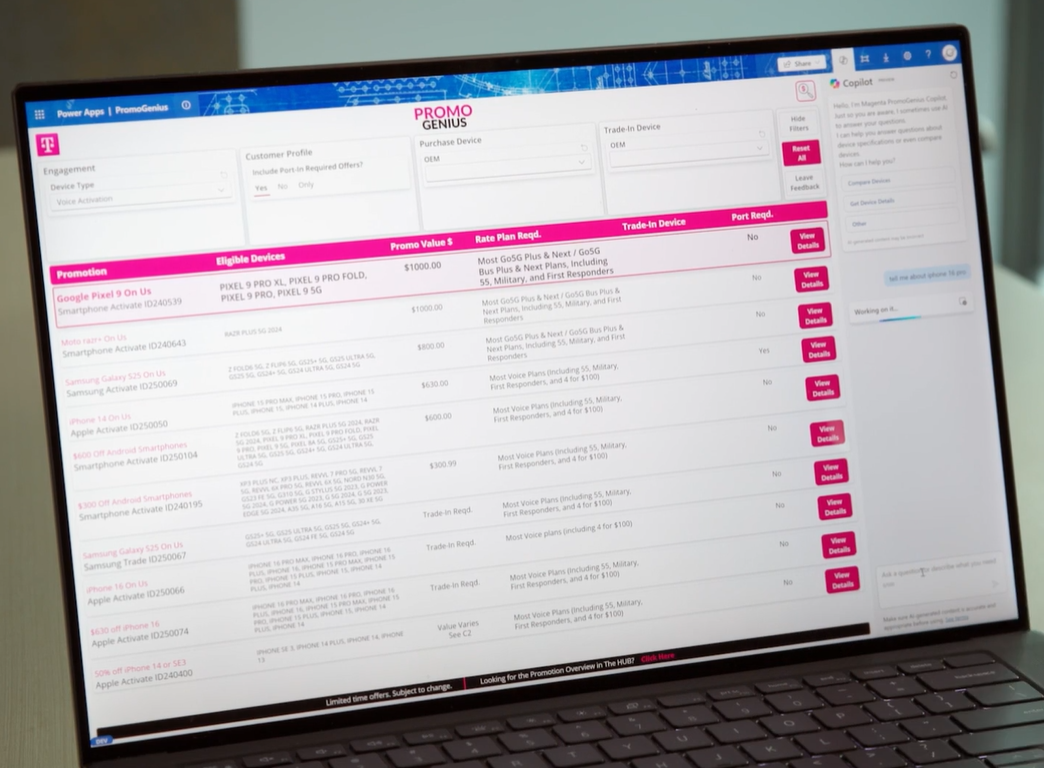 Power Apps | PromoGenius
Share
?
T
PROMO
GENIUS
Engagement
Device Type
Voice Activation
Customer Profile
Include Port-In Required Offers?
Yes No Only
Purchase Device
OEM
Trade-In Device
OEM
Hide
Filters
Reset
All
Leave
Feedback
Promotion Eligible Devices Promo Value $ Rate Plan Reqd. Trade-In Device Port Reqd.
Google Pixel 9 On Us
Smartphone Activate ID240539
PIXEL 9 PRO XL, PIXEL 9 PRO FOLD,
PIXEL 9 PRO, PIXEL 9 5G
$1000.00
Most Go5G Plus & Next / Go5G
Bus Plus & Next Plans, Including
55, Military, and First Responders
No
View
Details
Moto razr+ On Us
Smartphone Activate ID240643
RAZR PLUS 5G 2024
$1000.00
Most Go5G Plus & Next / Go5G Bus Plus &
Next Plans, Including 55, Military, and First
Responders
No
View
Details
Samsung Galaxy S25 On Us
Samsung Activate ID250069
Z FOLD6 5G, Z FLIP6 5G, GS25+ 5G, GS25 ULTRA 5G,
GS25 5G, GS24+ 5G, GS24 ULTRA 5G, GS24 5G
$800.00
Most Go5G Plus & Next / Go5G Bus Plus &
Next Plans, Including 55, Military, and First
Responders
No
View
Details
iPhone 14 On Us
Apple Activate ID250050
IPHONE 15 PRO MAX, IPHONE 15 PRO, IPHONE 15
PLUS, IPHONE 15, IPHONE 14 PLUS, IPHONE 14
$630.00
Most Voice Plans (Including 55, Military,
First Responders, and 4 for $100)
Yes
View
Details
$600 Off Android Smartphones
Smartphone Activate ID250104
Z FOLD6 5G, Z FLIP6 5G, RAZR PLUS 5G 2024, RAZR
5G 2024, PIXEL 9 PRO XL, PIXEL 9 PRO FOLD, PIXEL
9 PRO, PIXEL 9 5G, PIXEL 8A 5G, GS25+ 5G, GS25
ULTRA 5G, GS25 5G, GS24+ 5G, GS24 ULTRA 5G,
GS24 5G
$600.00
Most Voice Plans (Including 55, Military,
First Responders, and 4 for $100)
No
View
Details
$300 Off Android Smartphones
Smartphone Activate ID240195
$300.99
Most Voice Plans (Including 55, Military,
First Responders, and 4 for $100)
No
View
Details
Samsung Galaxy S25 On Us
Samsung Trade ID250067
GS25+ 5G, GS25 ULTRA 5G, GS25 5G, GS24+ 5G,
GS24 ULTRA 5G, GS24 FE 5G, GS24 5G
Trade-In Reqd.
Most Voice Plans (Including 55, Military,
First Responders, and 4 for $100)
No
View
Details
iPhone 16 On Us
Apple Activate ID250066
IPHONE 16 PRO MAX, IPHONE 16 PRO, IPHONE 16
PLUS, IPHONE 16, IPHONE 15 PRO MAX, IPHONE 15
PRO, IPHONE 15 PLUS, IPHONE 15, IPHONE 14
PLUS, IPHONE 14
Trade-In Reqd.
Most Voice plans (including 4 for $100)
No
View
Details
$630 off iPhone 16
Apple Activate ID250074
IPHONE 16 PRO MAX, IPHONE 16 PRO, IPHONE 16
PLUS, IPHONE 16, IPHONE 15 PRO MAX, IPHONE 15
PRO, IPHONE 15 PLUS, IPHONE 15, IPHONE 14
PLUS, IPHONE 14
Trade-In Reqd.
Most Voice Plans (Including 55, Military,
First Responders, and 4 for $100)
No
View
Details
50% off iPhone 14 or SE3
Apple Activate ID240400
IPHONE SE 3, IPHONE 14 PLUS, IPHONE 14, IPHONE
13
Value Varies
See C2
Most Voice Plans (Including 55, Military,
First Responders, and 4 for $100)
No
View
Details
Limited time offers. Subject to change. Looking for the Promotion Overview in The HUB? Click Here
DEV
Copilot
Hello, I'm Magenta PromoGenius Copilot.
Just so you are aware, I sometimes use AI
to answer your questions.
I can help you answer questions about
device specifications or even compare
devices.
How can I help you?
Compare Devices
Get Device Details
Other
tell me about iphone 16 pro
Working on it...
Ask a question or describe what you need
Make sure AI-generated content is accurate and
appropriate before using.